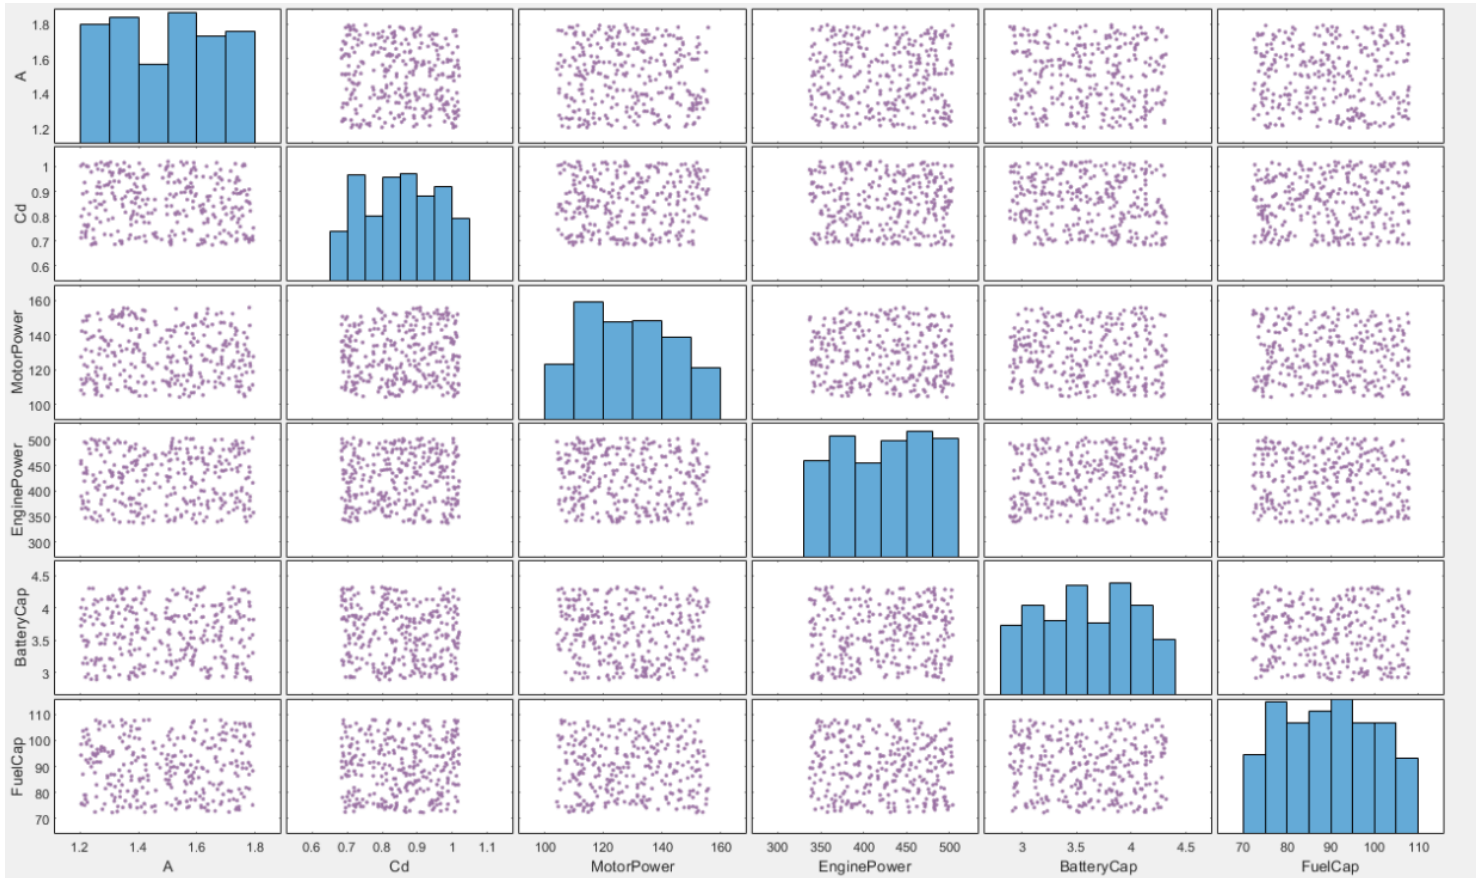 1.8
1.6
1.4
1.2
A
1
0.9
0.8
0.7
0.6
Cd
160
140
120
100
MotorPower
500
450
400
350
300
EnginePower
4.5
4
3.5
3
BatteryCap
110
100
90
80
70
FuelCap
1.2 1.4 1.6 1.8
0.6 0.7 0.8 0.9 1 1.1
100 120 140 160
300 350 400 450 500
3 3.5 4 4.5
70 80 90 100 110
A Cd MotorPower EnginePower BatteryCap FuelCap